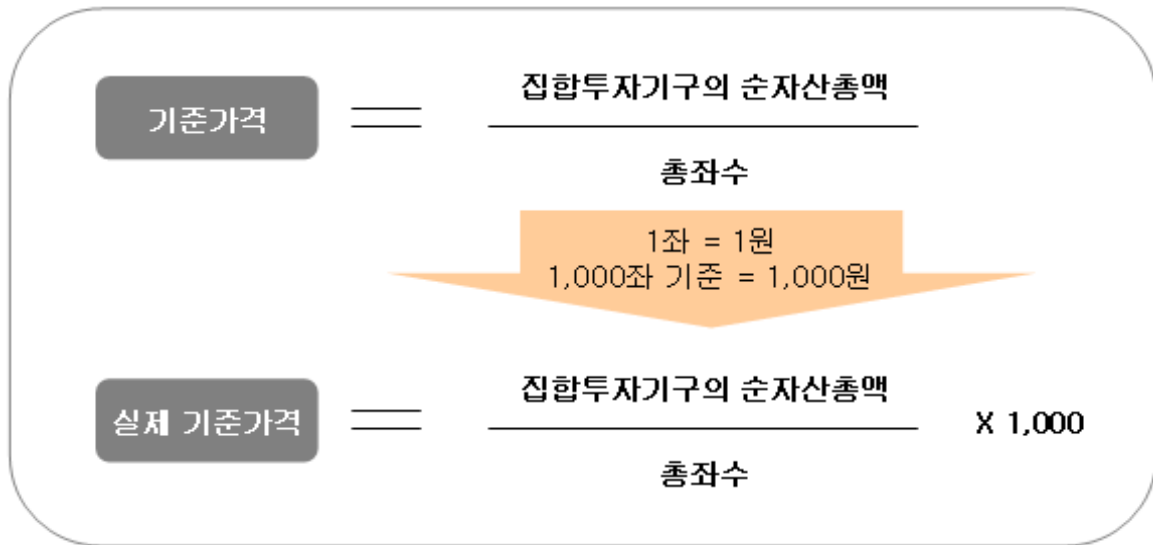 집합투자기구의 순자산총액
기준가격
총좌수
1좌 = 1원
1,000좌 기준 = 1,000원
집합투자기구의 순자산총액
실제 기준가격
X 1,000
총좌수